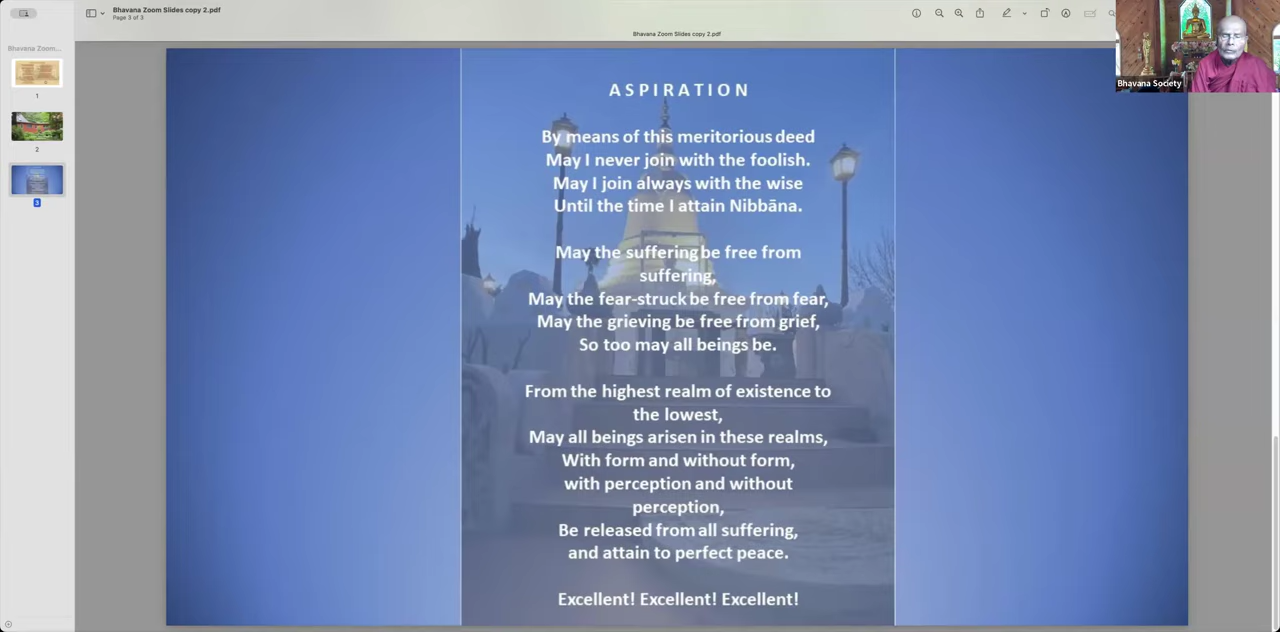 Bhavana Zoom Slides copy 2.pdf
Page 3 of 3
Bhavana Zoom Slides copy 2.pdf
Bhavana Zoom...
1
2
3
Bhavana Society
ASPIRATION
By means of this meritorious deed
May I never join with the foolish.
May I join always with the wise
Until the time I attain Nibbāna.
May the suffering be free from
suffering,
May the fear-struck be free from fear,
May the grieving be free from grief,
So too may all beings be.
From the highest realm of existence to
the lowest,
May all beings arisen in these realms,
With form and without form,
with perception and without
perception,
Be released from all suffering,
and attain to perfect peace.
Excellent! Excellent! Excellent!